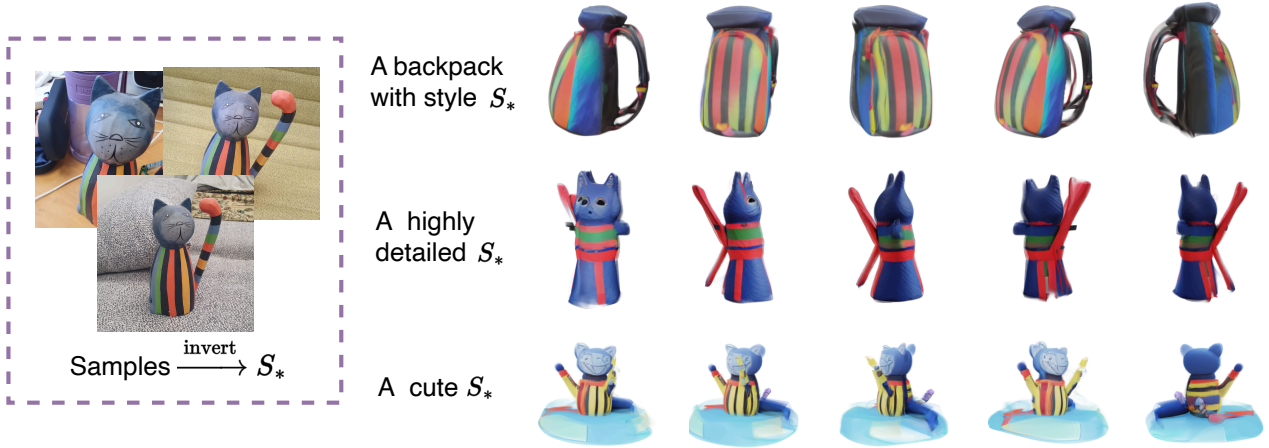 A backpack
with style S*
A highly
detailed S*
invert
Samples ⟶ S*
A cute S*